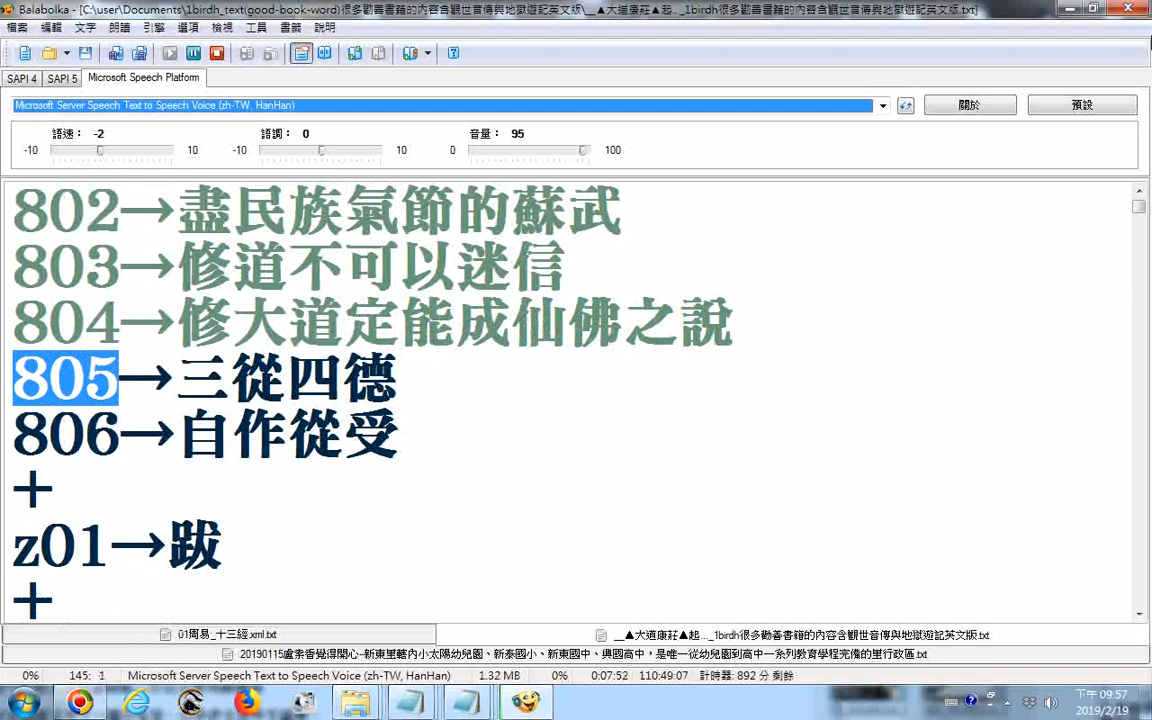 Balabolka - [C:\user\Documents\1birdh_text(good-book-word)很多勸善書籍的內容含觀世音傳與地獄遊記英文版\__▲大道康莊▲起..._1birdh很多勸善書籍的內容含觀世音傳與地獄遊記英文版.txt]
檔案 編輯 文字 朗讀 引擎 選項 檢視 工具 書籤 說明
SAPI 4 SAPI 5 Microsoft Speech Platform
Microsoft Server Speech Text to Speech Voice (zh-TW, HanHan) 關於 預設
語速： -2 語調： 0 音量： 95
-10 10 -10 10 0 100
802→盡民族氣節的蘇武
803→修道不可以迷信
804→修大道定能成仙佛之說
805→三從四德
806→自作從受
+
z01→跋
+
01周易_十三經.xml.txt __▲大道康莊▲起..._1birdh很多勸善書籍的內容含觀世音傳與地獄遊記英文版.txt
20190115盧素香覺得開心-新東里轄內小太陽幼兒園、新泰國小、新東國中、興國高中，是唯一從幼兒園到高中一系列教育學程完備的里行政區.txt
0% 145: 1 Microsoft Server Speech Text to Speech Voice (zh-TW, HanHan) 1.32 MB 0% 0:07:52 110:49:07 計時器: 892 分 剩餘
下午 09:57
2019/2/19